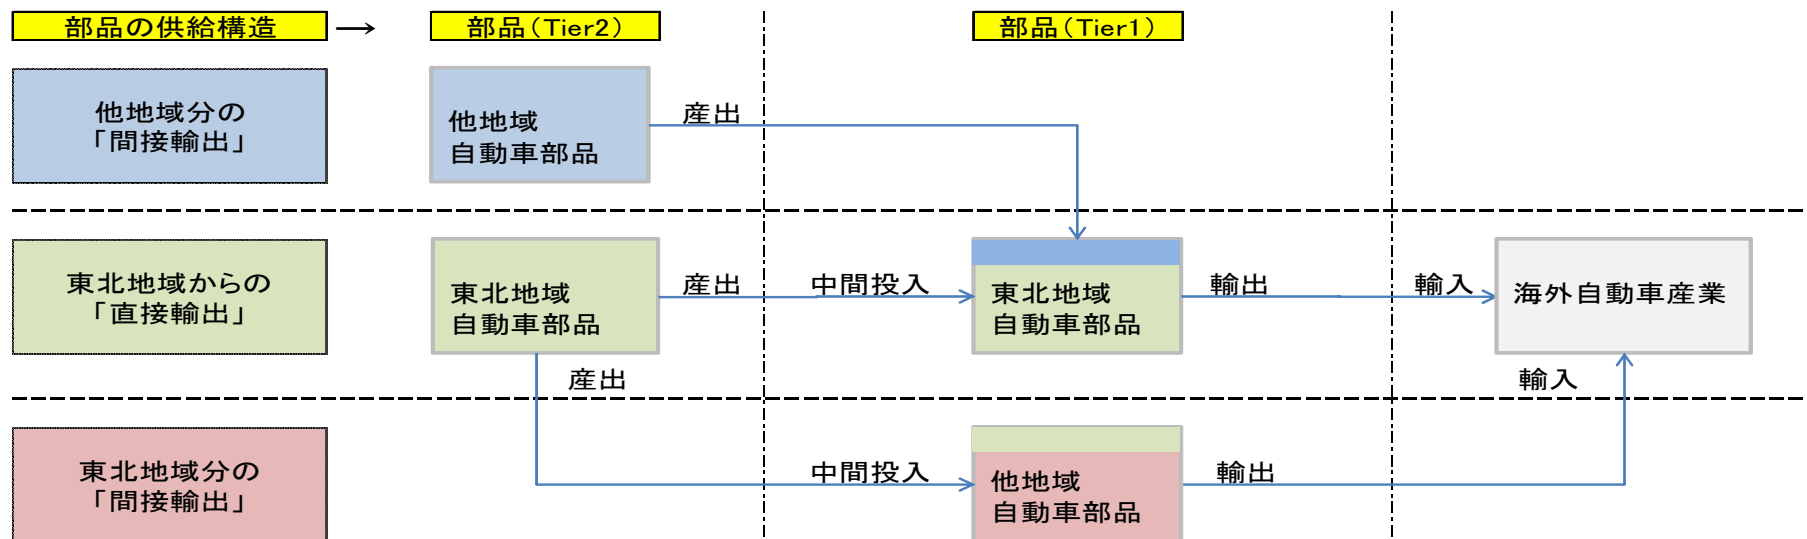 部品の供給構造 → 部品(Tier2) 部品(Tier1)
他地域分の
「間接輸出」
他地域
自動車部品
産出
東北地域からの
「直接輸出」
東北地域
自動車部品
産出
中間投入
東北地域
自動車部品
輸出
輸入
海外自動車産業
産出
輸入
東北地域分の
「間接輸出」
中間投入
他地域
自動車部品
輸出